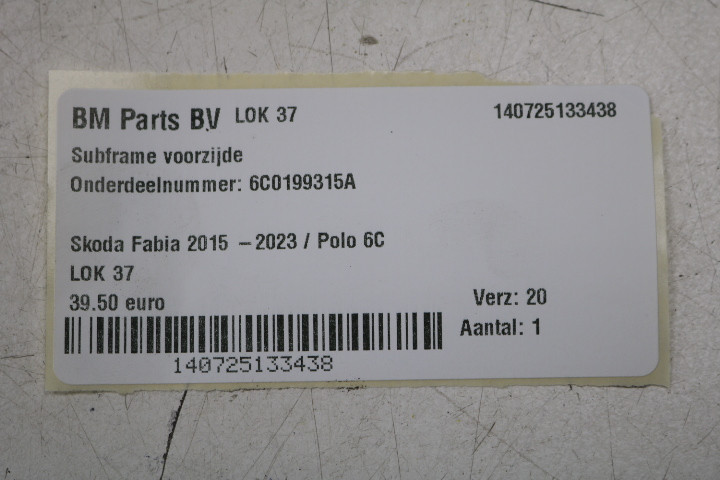 BM Parts BV LOK 37 140725133438
Subframe voorzijde
Onderdeelnummer: 6C0199315A
Skoda Fabia 2015 – 2023 / Polo 6C
LOK 37
39.50 euro Verz: 20
Aantal: 1
140725133438